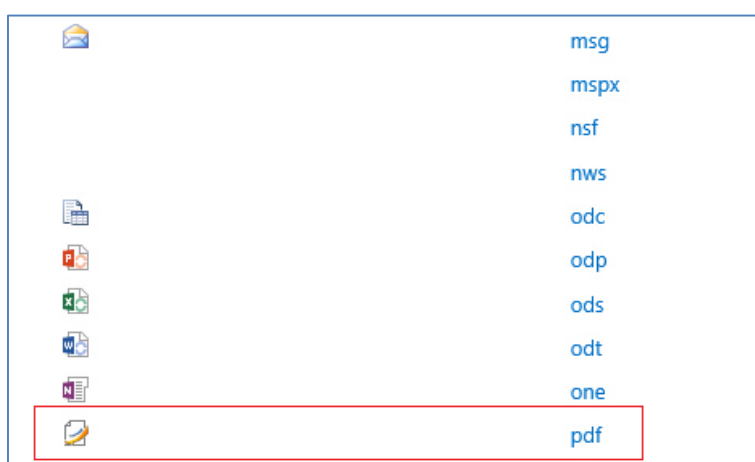 msg
mspx
nsf
nws
odc
odp
ods
odt
one
pdf